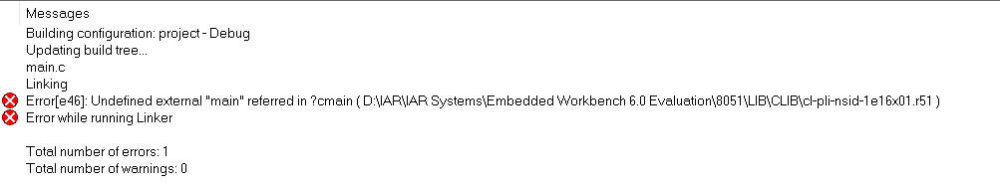 Messages
Building configuration: project - Debug
Updating build tree...
main.c
Linking
Error[e46]: Undefined external "main" referred in ?cmain ( D:\IAR\IAR Systems\Embedded Workbench 6.0 Evaluation\8051\LIB\CLIB\cl-pli-nsid-1e16x01.r51 )
Error while running Linker
Total number of errors: 1
Total number of warnings: 0